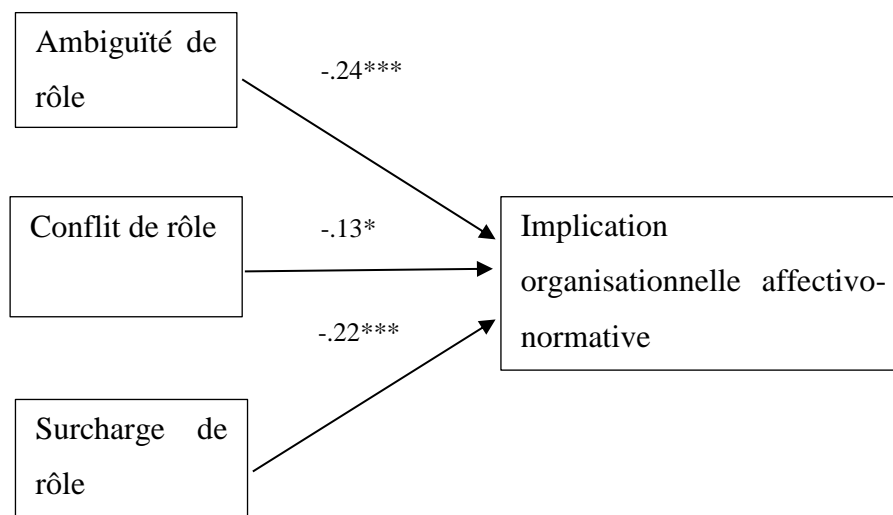 Ambiguïté de
rôle
-.24***
Conflit de rôle
-.13*
Implication
organisationnelle affectivo-
normative
-.22***
Surcharge de
rôle